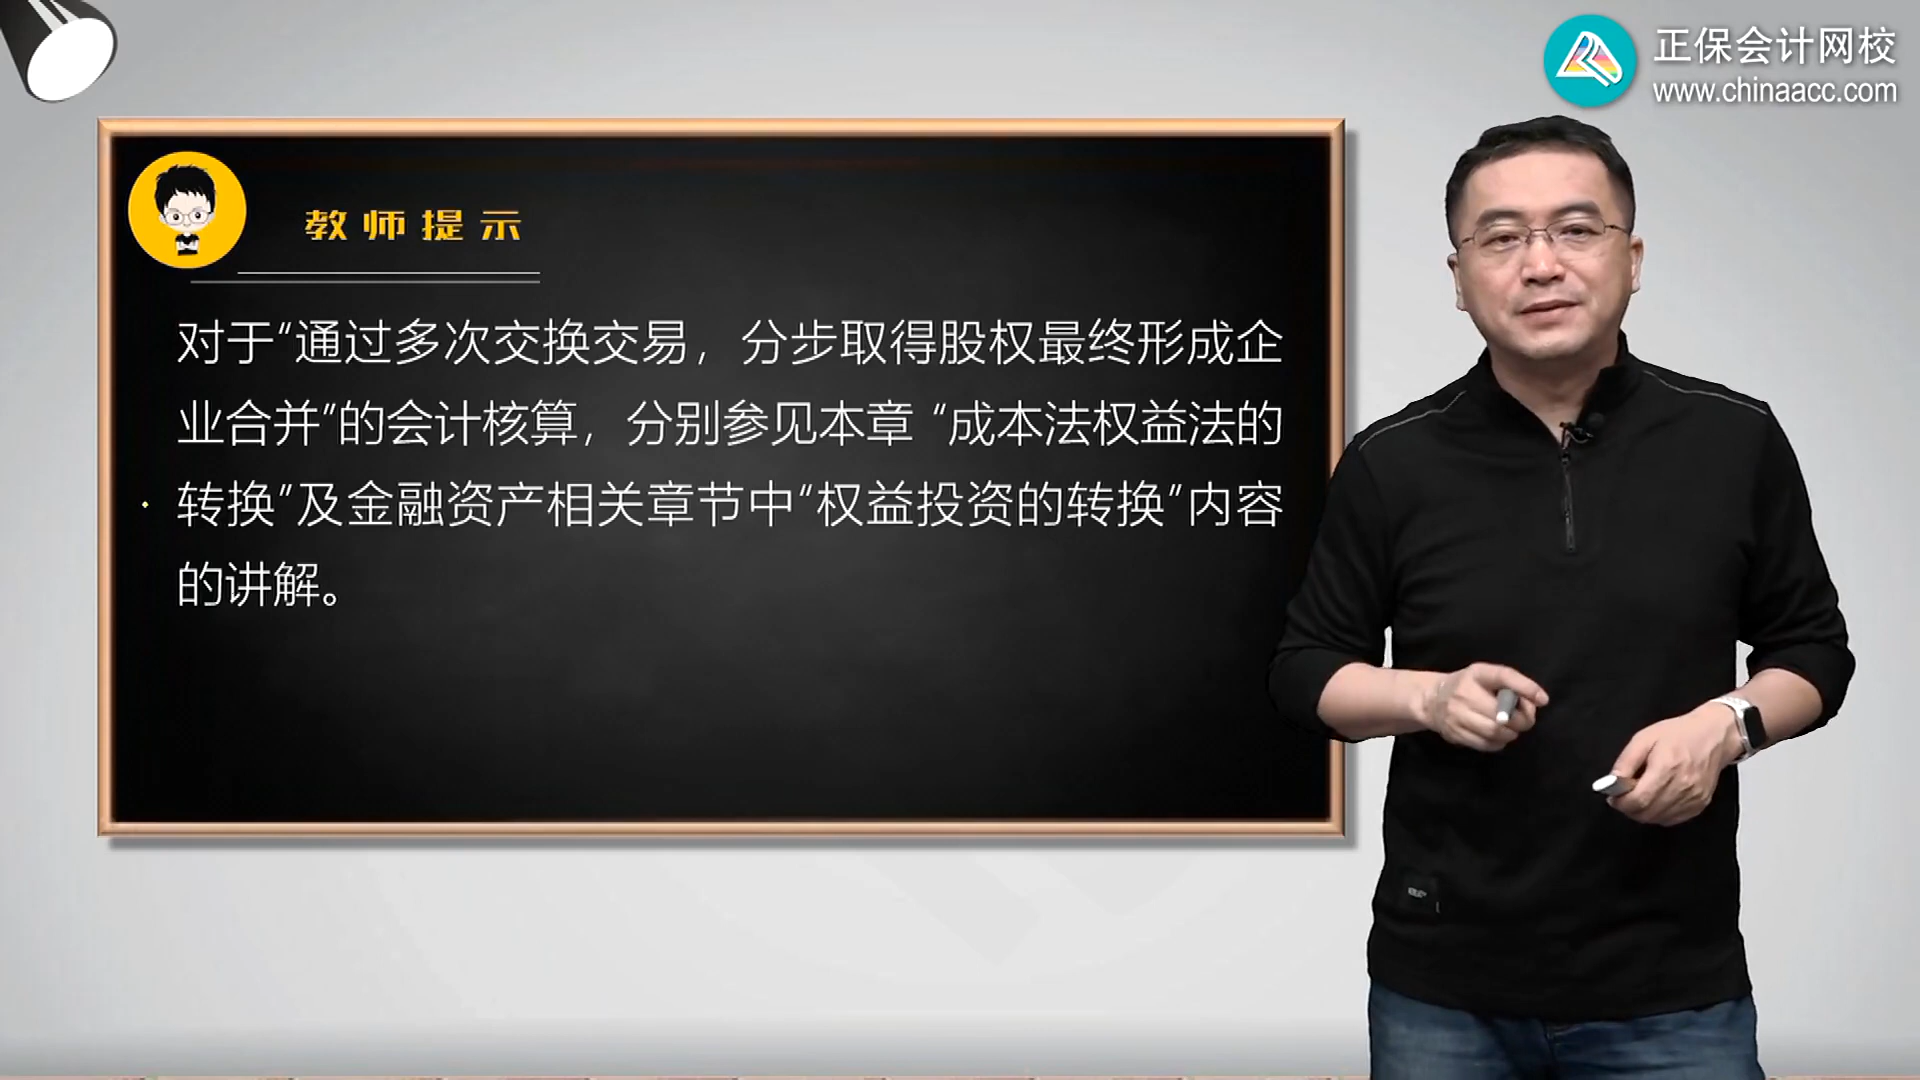 正保会计网校
www.chinaacc.com
教师提示
对于“通过多次交换交易，分步取得股权最终形成企
业合并”的会计核算，分别参见本章 “成本法权益法的
转换”及金融资产相关章节中“权益投资的转换”内容
的讲解。